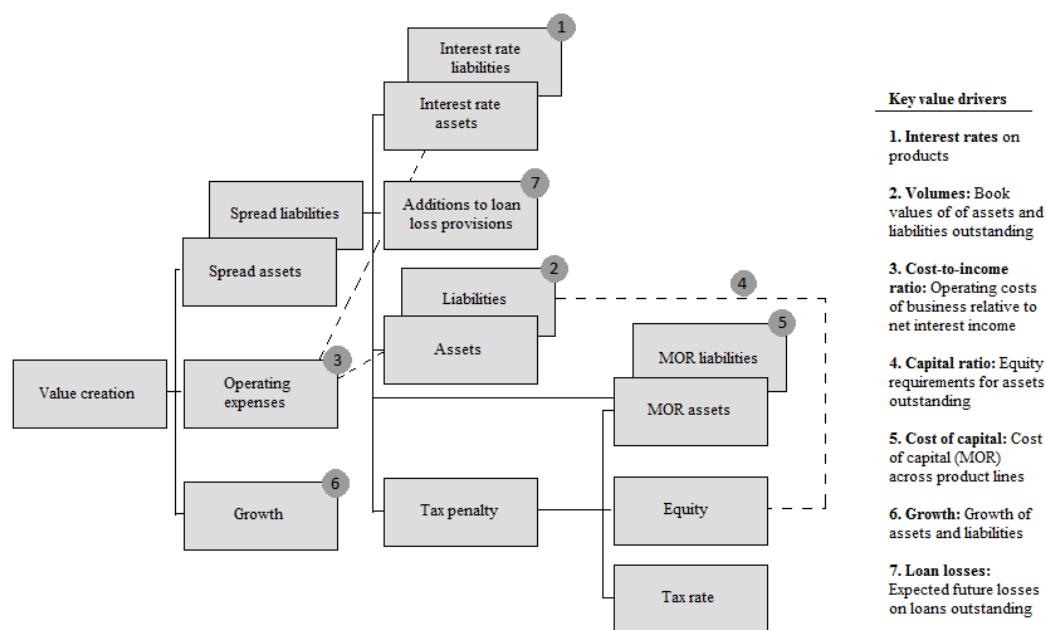 1
Interest rate
liabilities
Interest rate
assets
7
Additions to loan
loss provisions
Spread liabilities
Spread assets
2
Liabilities
Assets
4
5
MOR liabilities
MOR assets
3
Operating
expenses
Value creation
6
Growth
Tax penalty
Equity
Tax rate
Key value drivers
1. Interest rates on
products
2. Volumes: Book
values of of assets and
liabilities outstanding
3. Cost-to-income
ratio: Operating costs
of business relative to
net interest income
4. Capital ratio: Equity
requirements for assets
outstanding
5. Cost of capital: Cost
of capital (MOR)
across product lines
6. Growth: Growth of
assets and liabilities
7. Loan losses:
Expected future losses
on loans outstanding